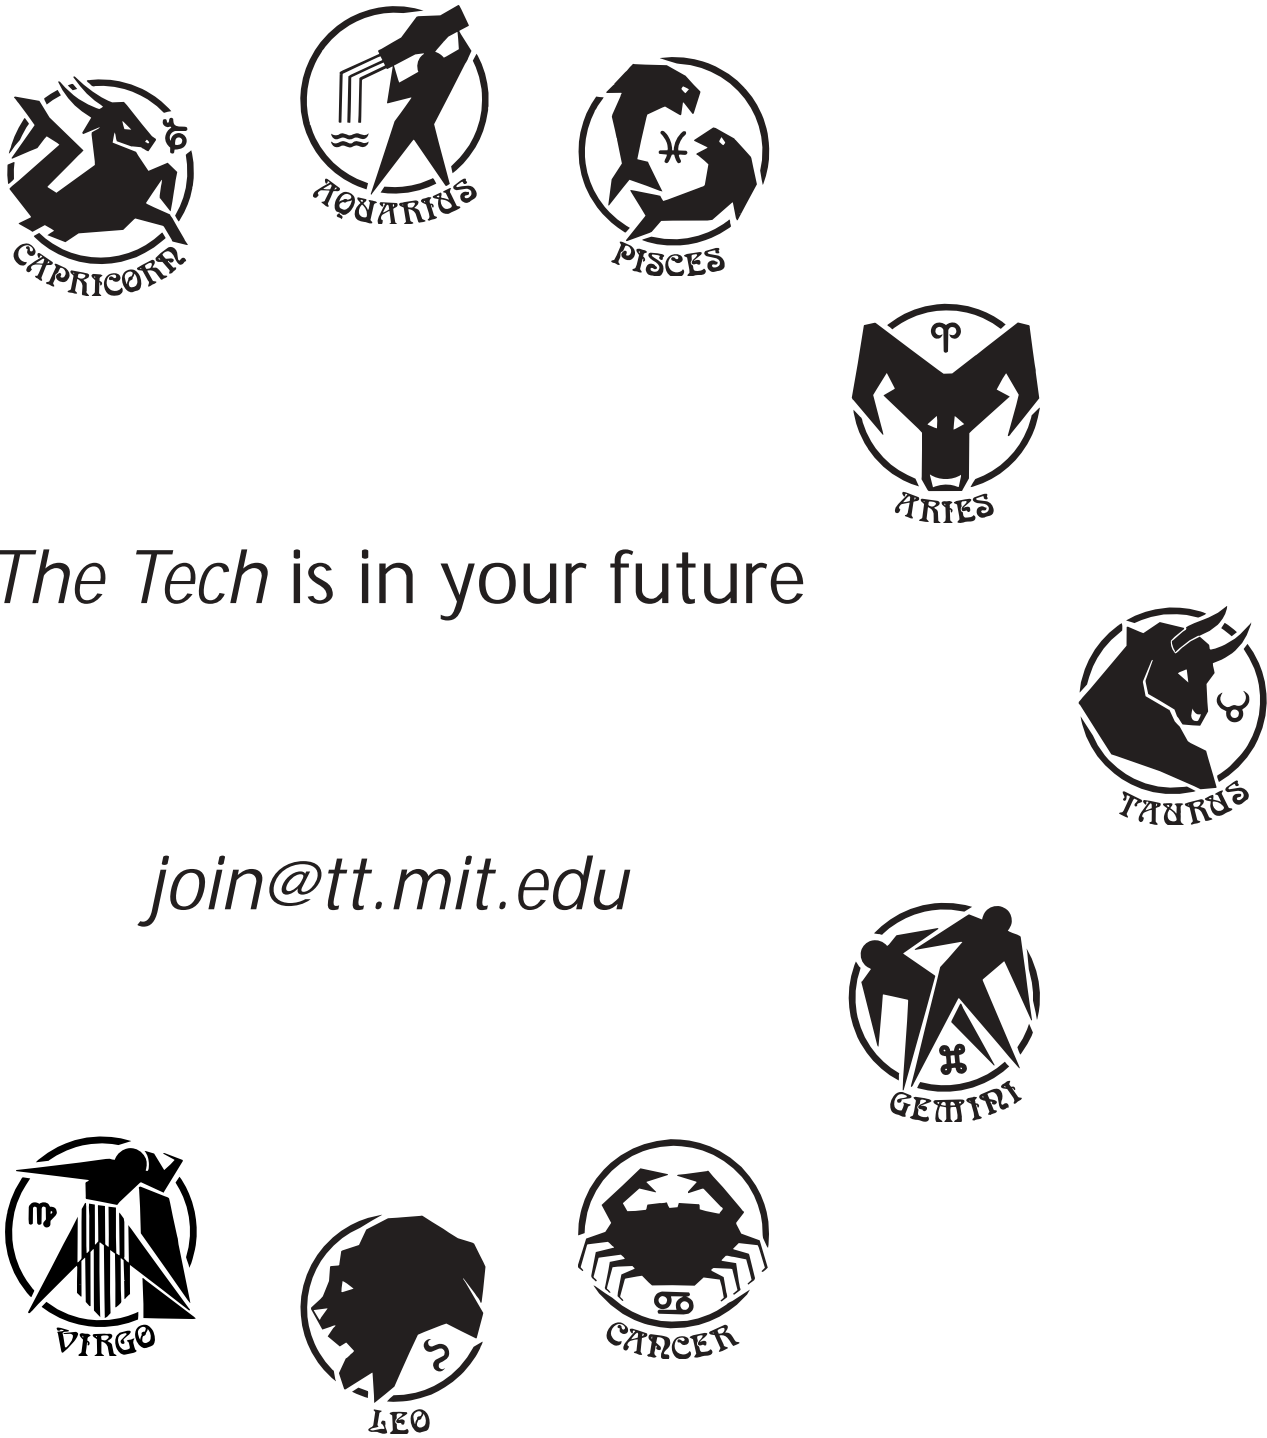 CAPRICORN
AQUARIUS
PISCES
ARIES
The Tech is in your future
TAURUS
join@tt.mit.edu
GEMINI
VIRGO
LEO
CANCER